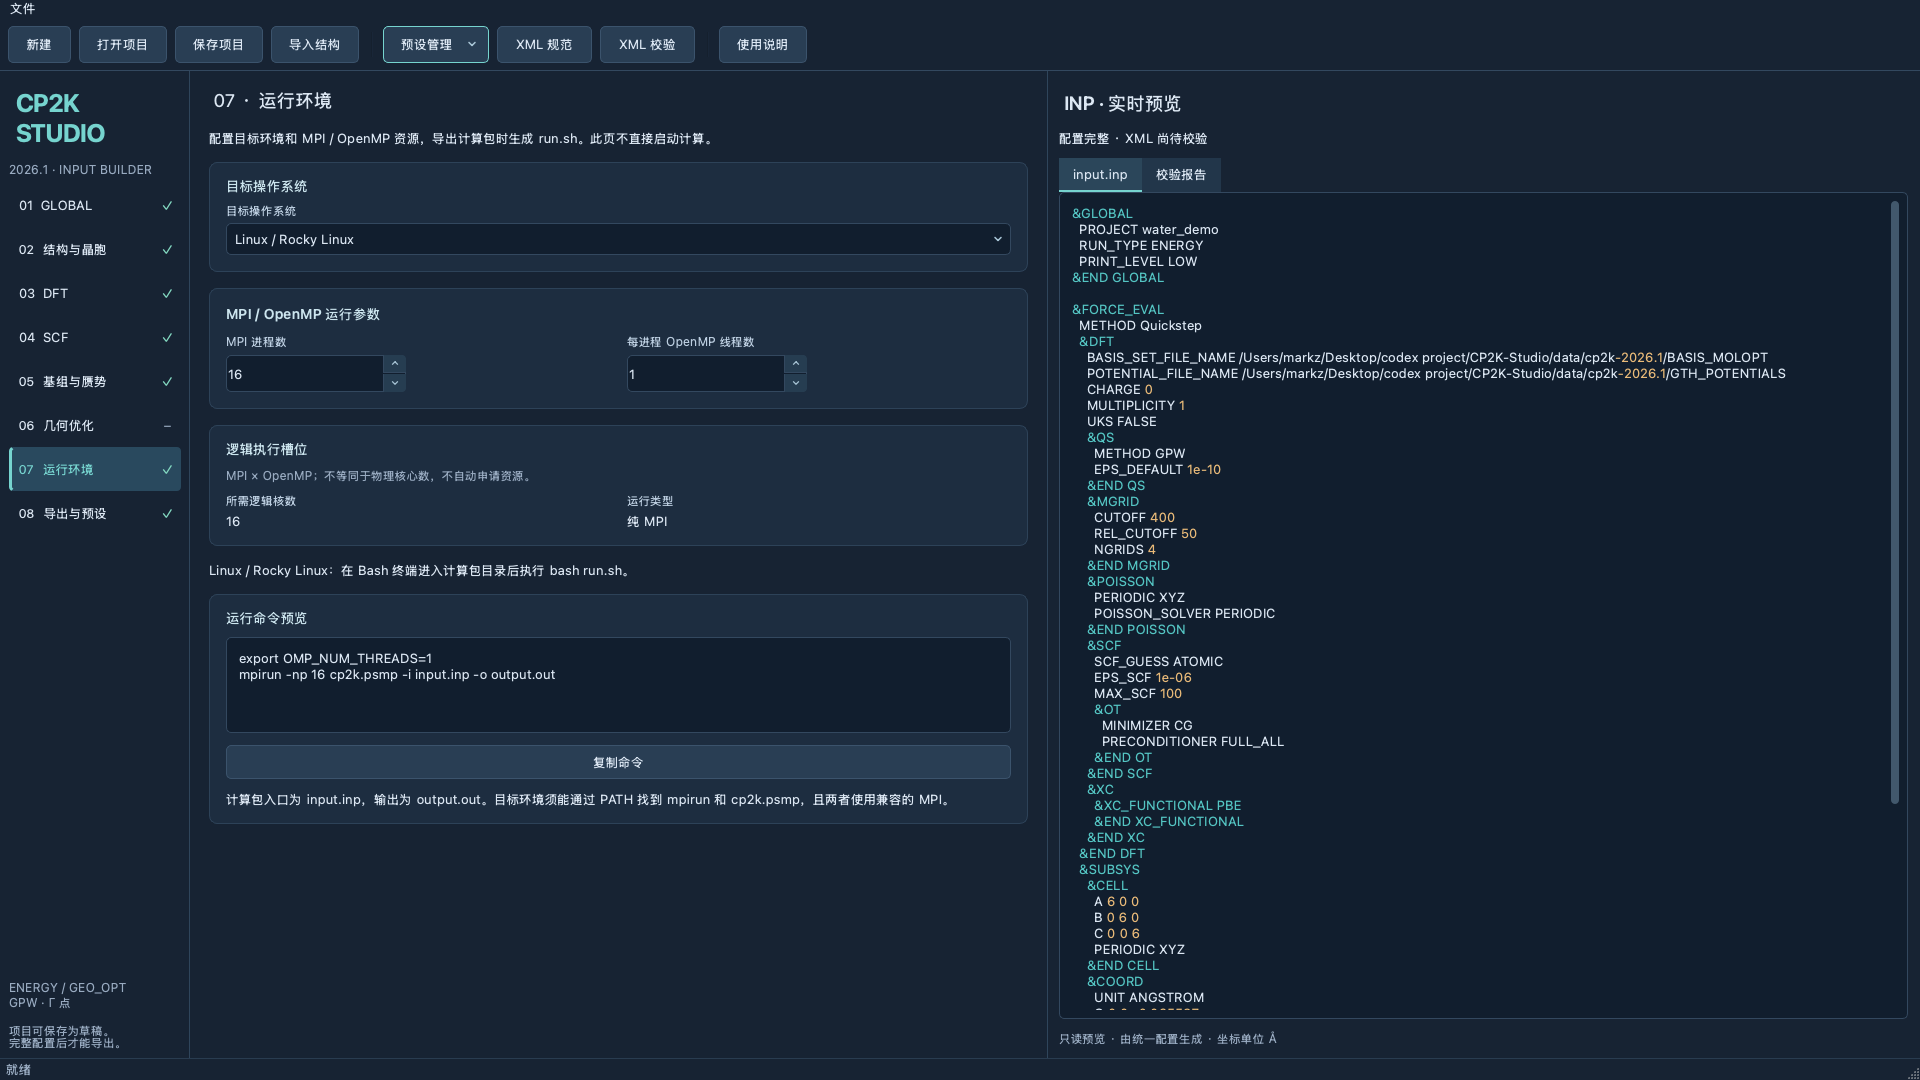 文件
新建
打开项目
保存项目
导入结构
预设管理
XML 规范
XML 校验
使用说明
CP2K
STUDIO
2026.1 · INPUT BUILDER
01 GLOBAL ✓
02 结构与晶胞 ✓
03 DFT ✓
04 SCF ✓
05 基组与赝势 ✓
06 几何优化 –
07 运行环境 ✓
08 导出与预设 ✓
ENERGY / GEO_OPT
GPW · Γ 点
项目可保存为草稿。
完整配置后才能导出。
07 · 运行环境
配置目标环境和 MPI / OpenMP 资源，导出计算包时生成 run.sh。此页不直接启动计算。
目标操作系统
目标操作系统
Linux / Rocky Linux
MPI / OpenMP 运行参数
MPI 进程数
16
每进程 OpenMP 线程数
1
逻辑执行槽位
MPI × OpenMP；不等同于物理核心数，不自动申请资源。
所需逻辑核数
16
运行类型
纯 MPI
Linux / Rocky Linux：在 Bash 终端进入计算包目录后执行 bash run.sh。
运行命令预览
export OMP_NUM_THREADS=1
mpirun -np 16 cp2k.psmp -i input.inp -o output.out
复制命令
计算包入口为 input.inp，输出为 output.out。目标环境须能通过 PATH 找到 mpirun 和 cp2k.psmp，且两者使用兼容的 MPI。
INP · 实时预览
配置完整 · XML 尚待校验
input.inp
校验报告
&GLOBAL
PROJECT water_demo
RUN_TYPE ENERGY
PRINT_LEVEL LOW
&END GLOBAL
&FORCE_EVAL
METHOD Quickstep
&DFT
BASIS_SET_FILE_NAME /Users/markz/Desktop/codex project/CP2K-Studio/data/cp2k-2026.1/BASIS_MOLOPT
POTENTIAL_FILE_NAME /Users/markz/Desktop/codex project/CP2K-Studio/data/cp2k-2026.1/GTH_POTENTIALS
CHARGE 0
MULTIPLICITY 1
UKS FALSE
&QS
METHOD GPW
EPS_DEFAULT 1e-10
&END QS
&MGRID
CUTOFF 400
REL_CUTOFF 50
NGRIDS 4
&END MGRID
&POISSON
PERIODIC XYZ
POISSON_SOLVER PERIODIC
&END POISSON
&SCF
SCF_GUESS ATOMIC
EPS_SCF 1e-06
MAX_SCF 100
&OT
MINIMIZER CG
PRECONDITIONER FULL_ALL
&END OT
&END SCF
&XC
&XC_FUNCTIONAL PBE
&END XC_FUNCTIONAL
&END XC
&END DFT
&SUBSYS
&CELL
A 6 0 0
B 0 6 0
C 0 0 6
PERIODIC XYZ
&END CELL
&COORD
UNIT ANGSTROM
只读预览 · 由统一配置生成 · 坐标单位 Å
就绪